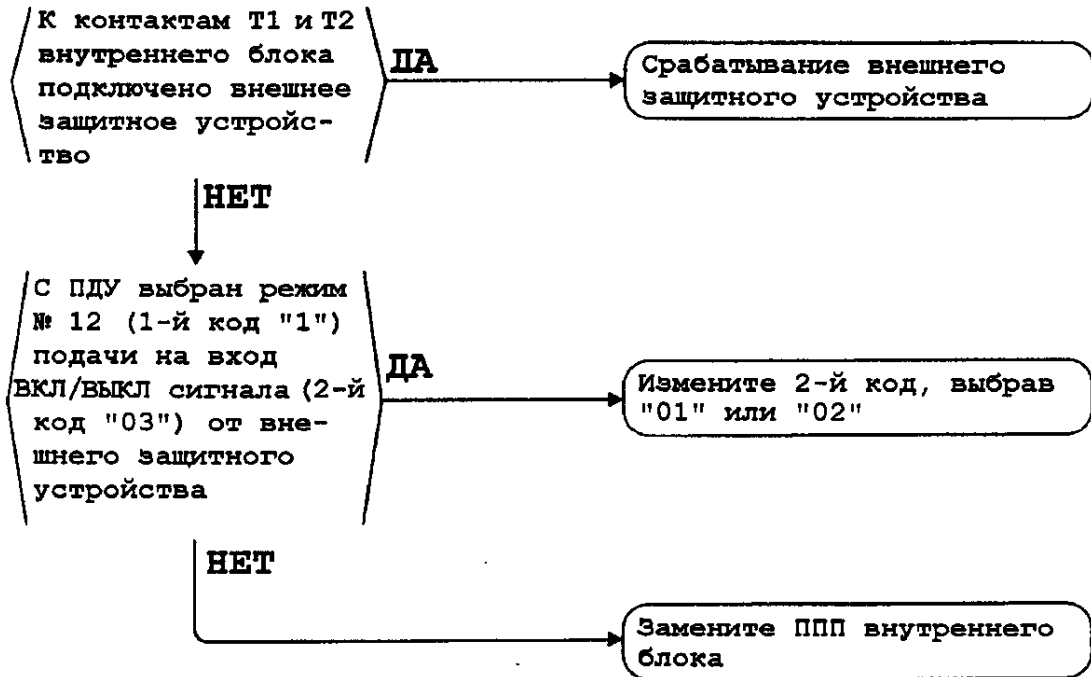 К контактам Т1 и Т2
внутреннего блока
подключено внешнее
защитное устройс-
тво
ДА
Срабатывание внешнего
защитного устройства
НЕТ
С ПДУ выбран режим
№ 12 (1-й код "1")
подачи на вход
ВКЛ/ВЫКЛ сигнала (2-й
код "03") от вне-
шнего защитного
устройства
ДА
Измените 2-й код, выбрав
"01" или "02"
НЕТ
Замените ППП внутреннего
блока